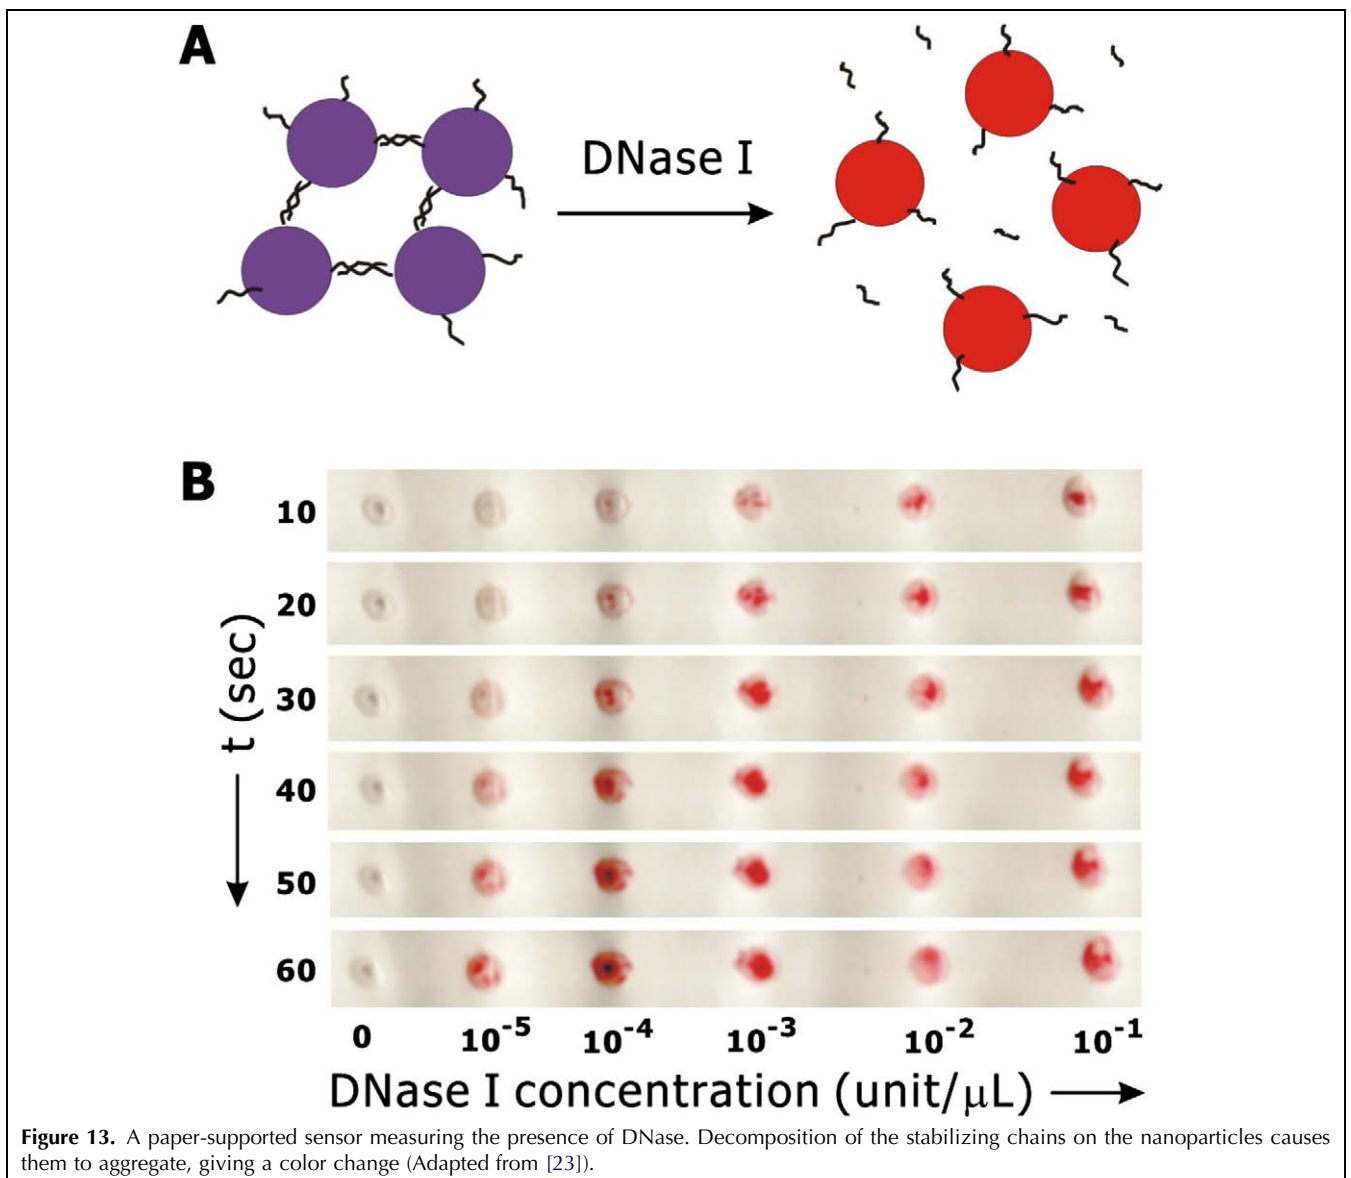 A
DNase I
B
10
20
30
40
50
60
t (sec)
0 10⁻⁵ 10⁻⁴ 10⁻³ 10⁻² 10⁻¹
DNase I concentration (unit/μL)
Figure 13. A paper-supported sensor measuring the presence of DNase. Decomposition of the stabilizing chains on the nanoparticles causes
them to aggregate, giving a color change (Adapted from [23]).